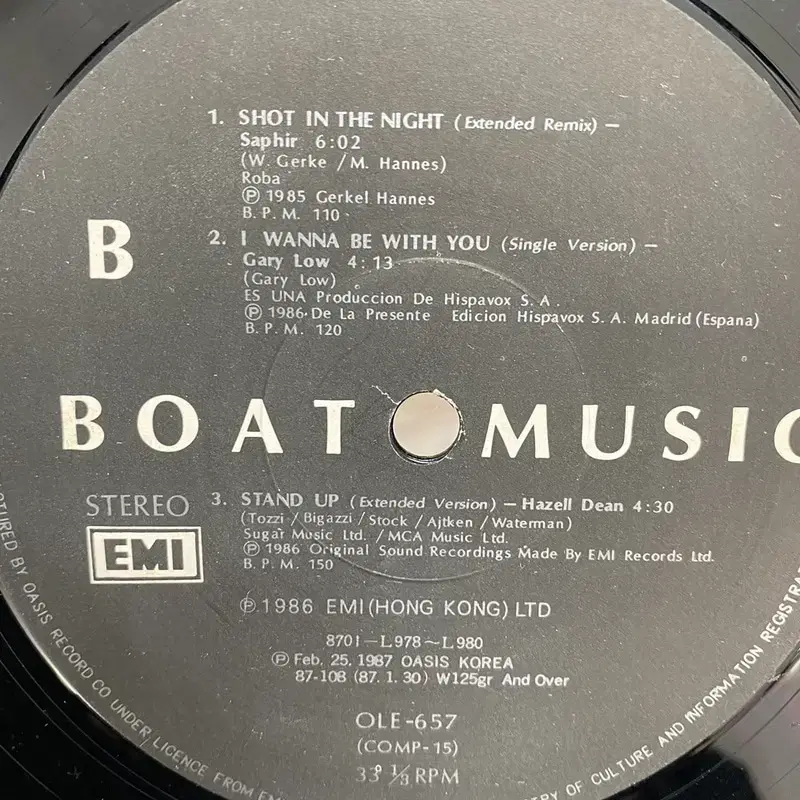 1. SHOT IN THE NIGHT (Extended Remix) —
Saphir 6:02
(W. Gerke / M. Hannes)
Roba
Ⓟ 1985 Gerkel Hannes
B. P. M. 110
B
2. I WANNA BE WITH YOU (Single Version) —
Gary Low 4:13
(Gary Low)
ES UNA Produccion De Hispavox S. A.
Ⓟ 1986 De La Presente Edicion Hispavox S. A. Madrid (Espana)
B. P. M. 120
BOAT MUSIC
STEREO
EMI
3. STAND UP (Extended Version) — Hazell Dean 4:30
(Tozzi / Bigazzi / Stock / Ajtken / Waterman)
Sugar Music Ltd. / MCA Music Ltd.
Ⓟ 1986 Original Sound Recordings Made By EMI Records Ltd.
B. P. M. 150
Ⓟ 1986 EMI (HONG KONG) LTD
8701—L978~L980
Ⓟ Feb. 25. 1987 OASIS KOREA
87-108 (87. 1. 30) W125gr And Over
OLE-657
(COMP-15)
33 1/3 RPM
BY OASIS RECORD CO UNDER LICENCE FROM EM
OF CULTURE AND INFORMATION